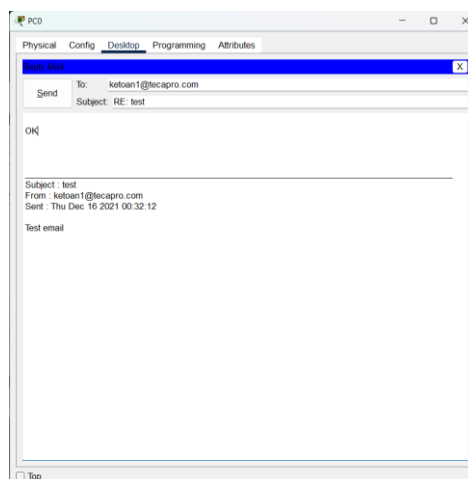 PC0
Physical Config Desktop Programming Attributes
Reply Mail
X
Send
To: ketoan1@tecapro.com
Subject: RE: test
OK
Subject : test
From : ketoan1@tecapro.com
Sent : Thu Dec 16 2021 00:32:12
Test email
Top